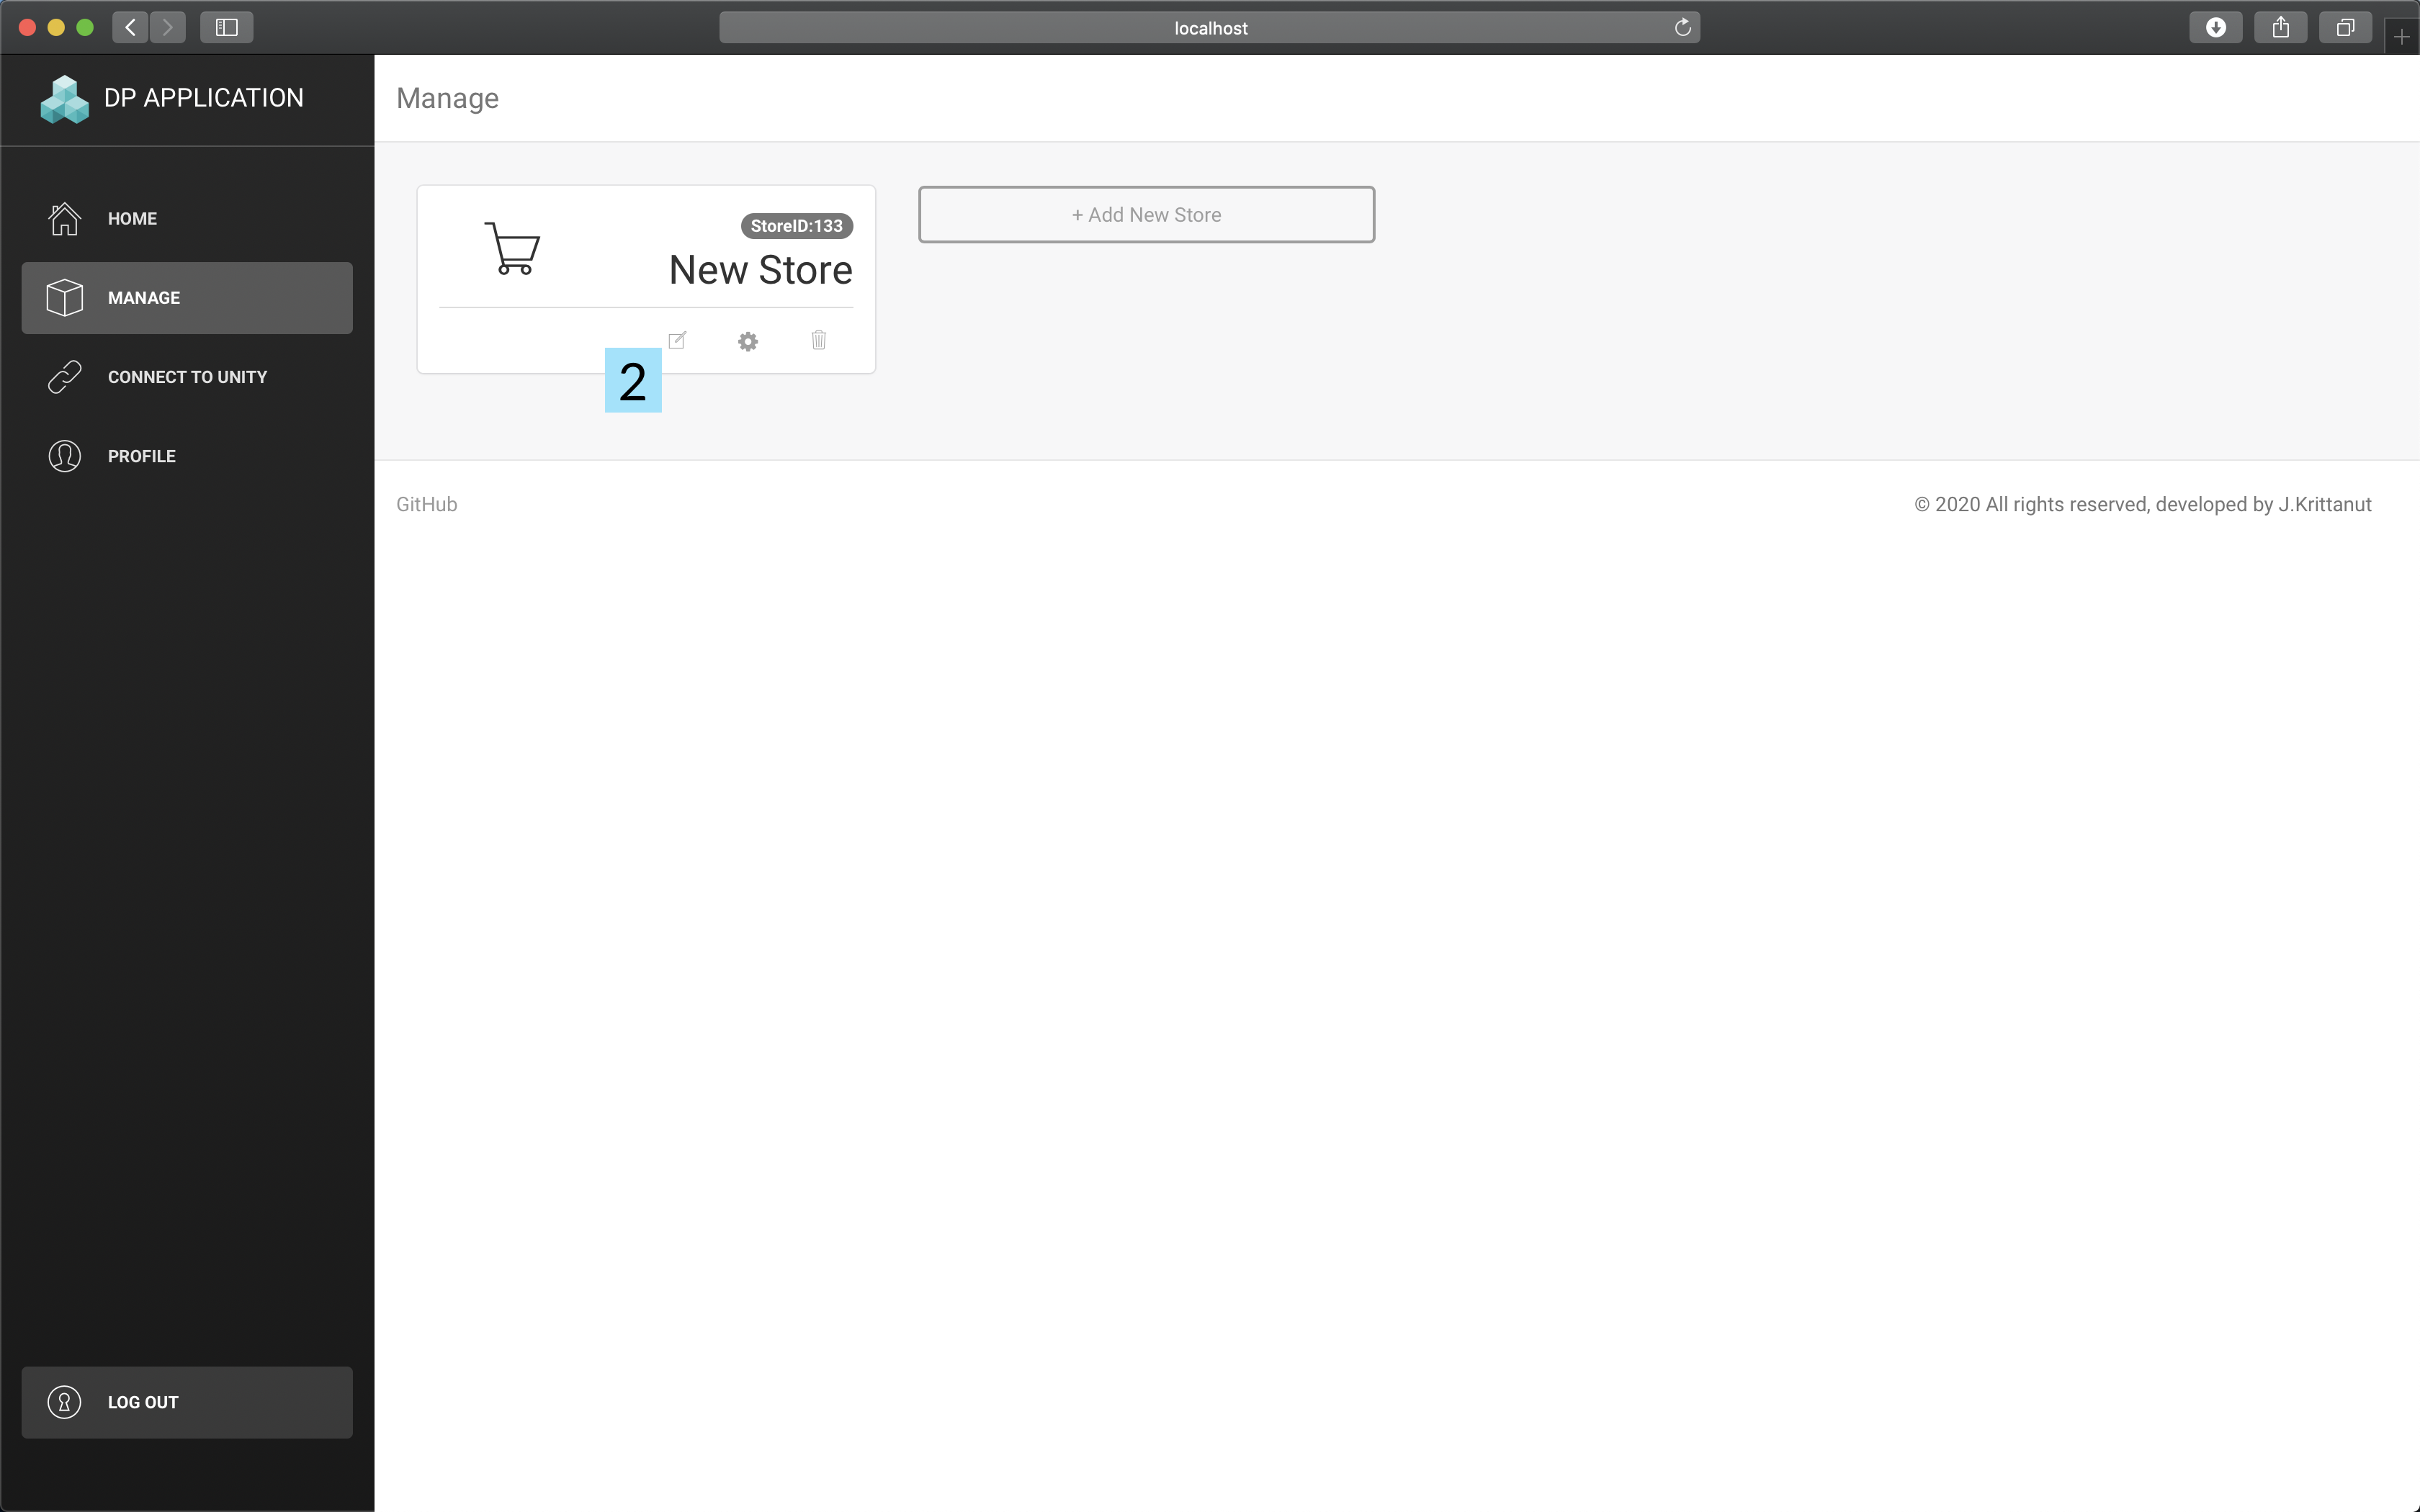 localhost
DP APPLICATION
HOME
MANAGE
CONNECT TO UNITY
PROFILE
LOG OUT
Manage
StoreID:133
New Store
2
+ Add New Store
GitHub
© 2020 All rights reserved, developed by J.Krittanut